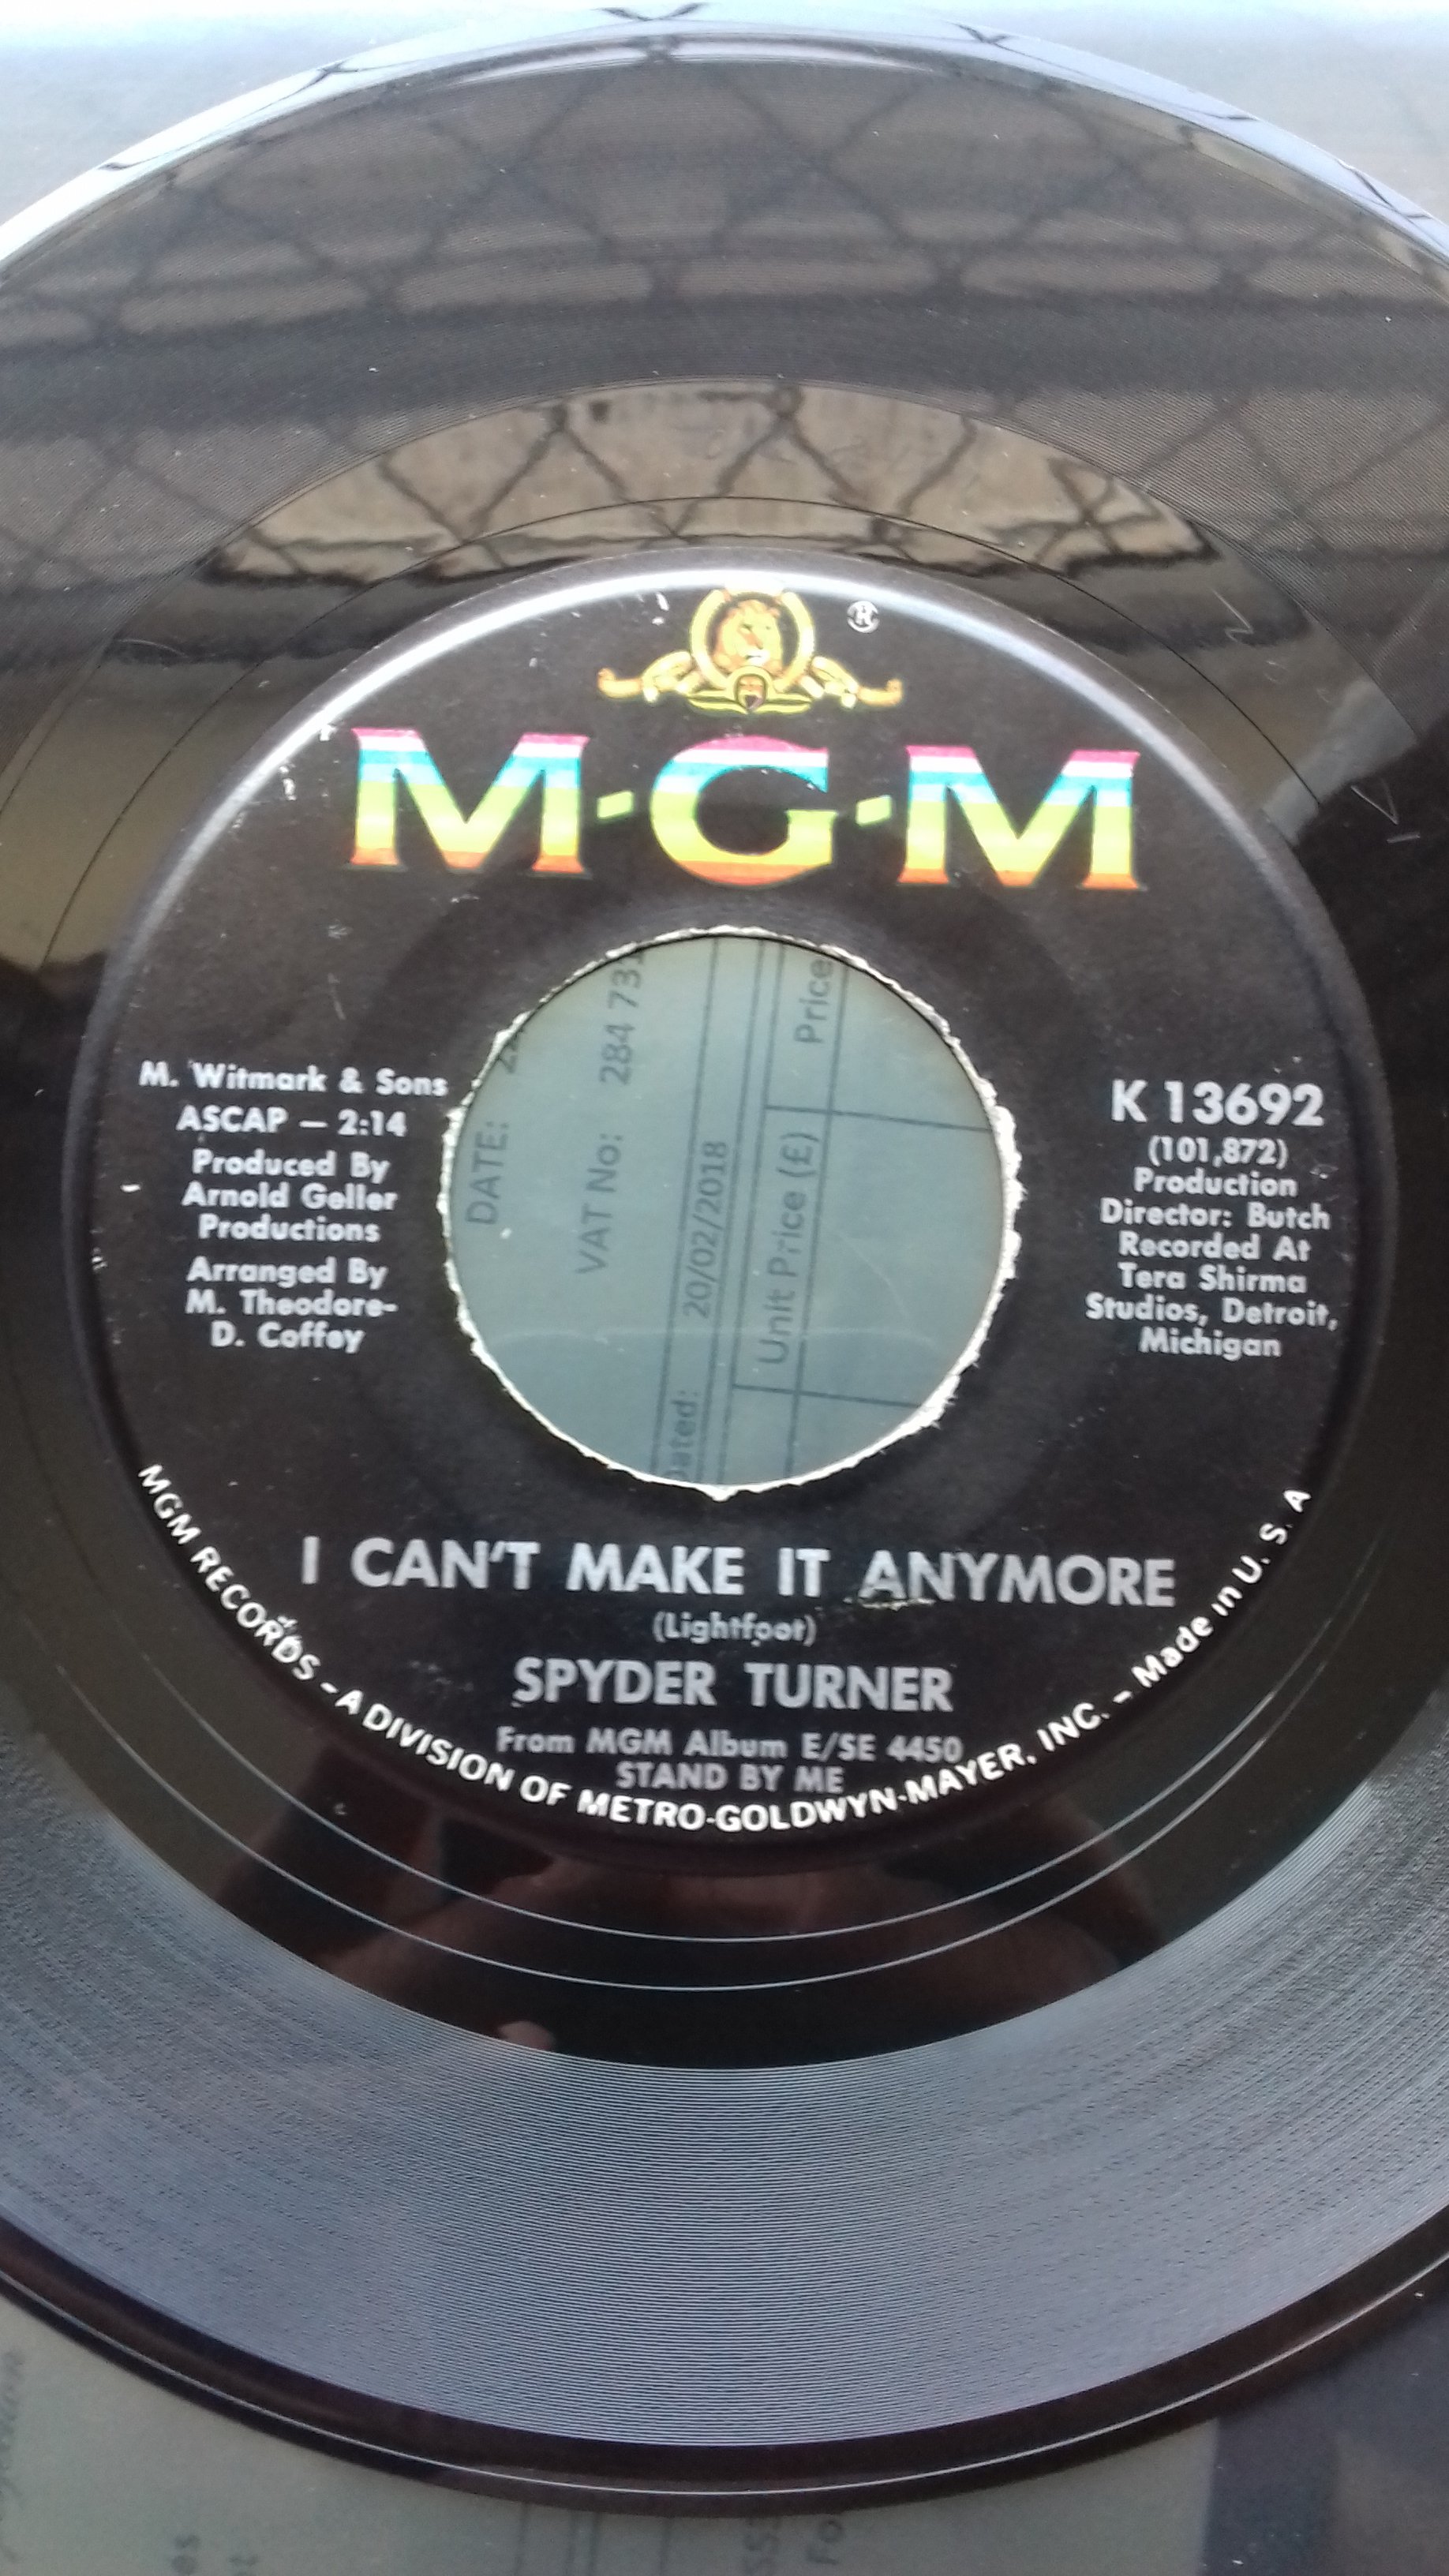 ®
M·G·M
M. Witmark & Sons
ASCAP — 2:14
Produced By
Arnold Geller
Productions
Arranged By
M. Theodore-
D. Coffey
K 13692
(101,872)
Production
Director: Butch
Recorded At
Tera Shirma
Studios, Detroit,
Michigan
DATE:
VAT No: 284 73
Dated: 20/02/2018
Unit Price (£)
Price
I CAN'T MAKE IT ANYMORE
(Lightfoot)
SPYDER TURNER
From MGM Album E/SE 4450
STAND BY ME
MGM RECORDS – A DIVISION OF METRO-GOLDWYN-MAYER, INC. – Made in U. S. A